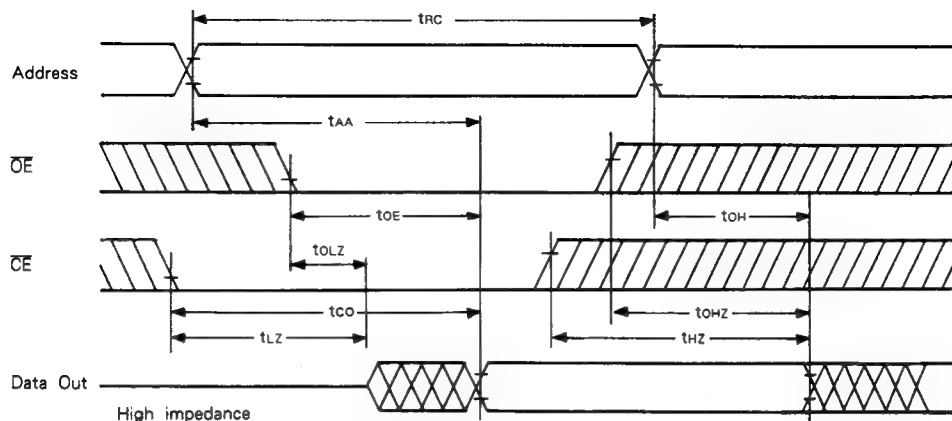 tRC
Address
tAA
OE
tOE
tOH
tOLZ
CE
tCO
tOHZ
tLZ
tHZ
Data Out
High impedance